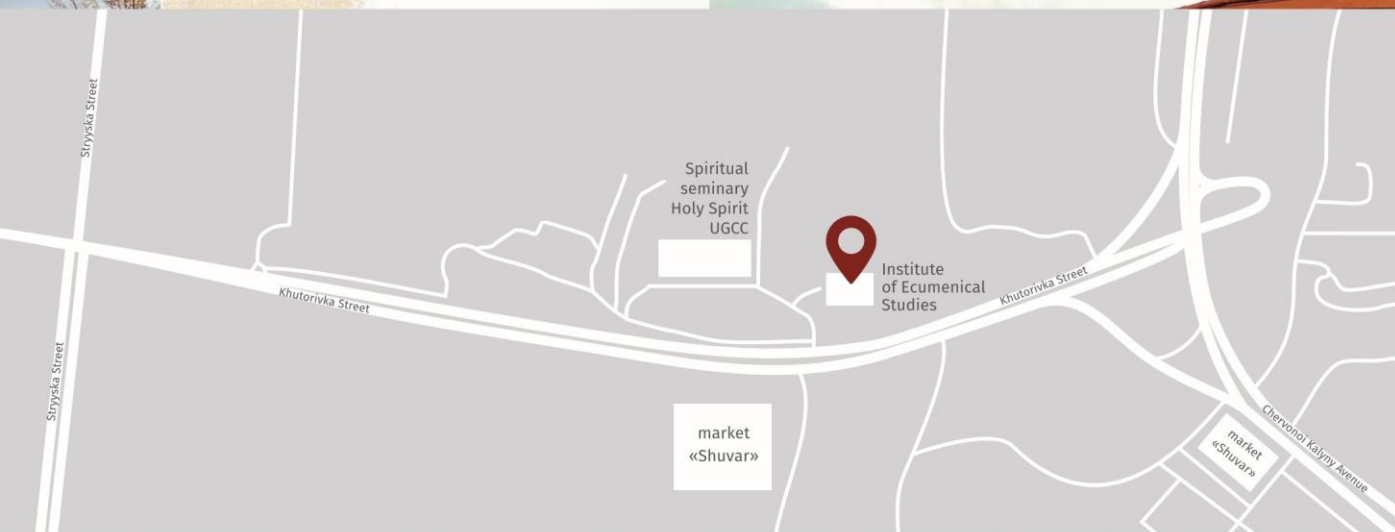 Stryyska Street
Spiritual
seminary
Holy Spirit
UGCC
Institute
of Ecumenical
Studies
Khutorivka Street
Khutorivka Street
Stryyska Street
market
«Shuvar»
Chervonoi Kalyny Avenue
market
«Shuvar»